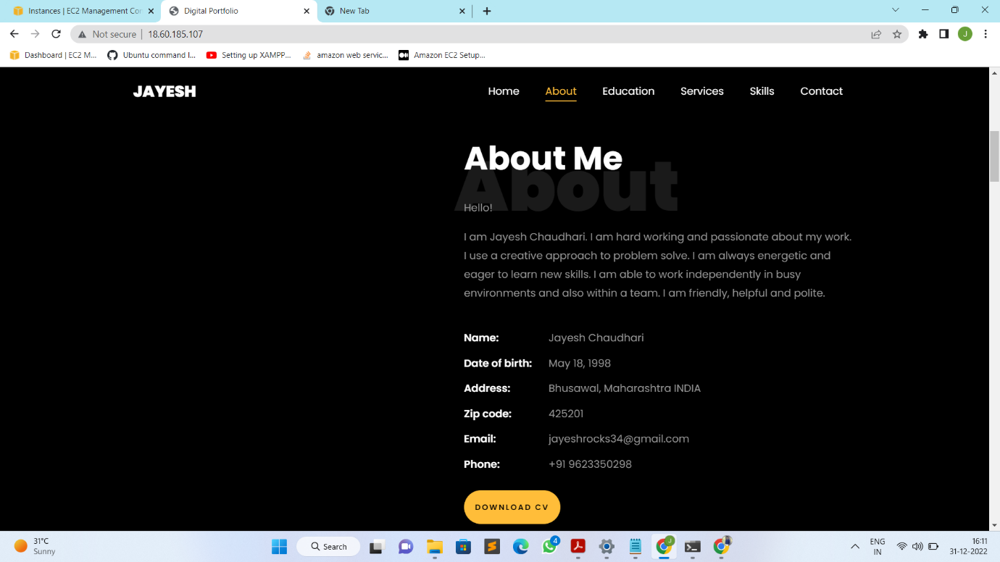 Instances | EC2 Management Con
Digital Portfolio
New Tab
Not secure
18.60.185.107
J
Dashboard | EC2 M...
Ubuntu command l...
Setting up XAMPP...
amazon web servic...
Amazon EC2 Setup...
JAYESH
Home
About
Education
Services
Skills
Contact
About Me
About
Hello!
I am Jayesh Chaudhari. I am hard working and passionate about my work.
I use a creative approach to problem solve. I am always energetic and
eager to learn new skills. I am able to work independently in busy
environments and also within a team. I am friendly, helpful and polite.
Name: Jayesh Chaudhari
Date of birth: May 18, 1998
Address: Bhusawal, Maharashtra INDIA
Zip code: 425201
Email: jayeshrocks34@gmail.com
Phone: +91 9623350298
DOWNLOAD CV
31°C
Sunny
Search
4
J
ENG
IN
16:11
31-12-2022